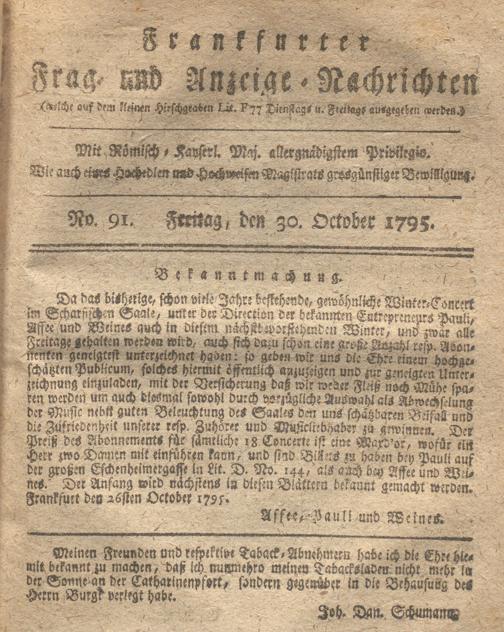 Frankfurter
Frag- und Anzeige-Nachrichten
(welche auf dem kleinen Hirschgraben Lit. F 77 Dienstags u. Freitags ausgegeben werden.)
Mit Römisch-Kayserl. Maj. allergnädigstem Privilegio.
Wie auch eines Hochedlen und Hochweisen Magistrats grosgünstiger Bewilligung.
No. 91. Freitag, den 30. October 1795.
Bekanntmachung.
Da das bisherige, schon viele Jahre bestehende, gewöhnliche Winter-Concert
im Scharfischen Saale, unter der Direction der bekannten Entrepreneurs Pauli,
Affee und Weines auch in diesem nächstbevorstehenden Winter, und zwar alle
Freitage gehalten werden wird, auch sich dazu schon eine große Anzahl resp. Abon-
nenten geneigtest unterzeichnet haben: so geben wir uns die Ehre einem hochge-
schätzten Publicum, solches hiermit öffentlich anzuzeigen und zur geneigten Unter-
zeichnung einzuladen, mit der Versicherung daß wir weder Fleiß noch Mühe spa-
ren werden um auch diesmal sowohl durch vorzügliche Auswahl als Abwechselung
der Music nebst guten Beleuchtung des Saales den uns schätzbaren Beifall und
die Zufriedenheit unserer resp. Zuhörer und Musicliebhaber zu gewinnen. Der
Preiß des Abonnements für sämtliche 18 Concerte ist eine Maxd'or, wofür ein
Herr zwo Damen mit einführen kann, und sind Billets zu haben bey Pauli auf
der großen Eschenheimergasse in Lit. D. No. 144, als auch bey Affee und Wei-
nes. Der Anfang wird nächstens in diesen Blättern bekannt gemacht werden.
Frankfurt den 26sten October 1795.
Affee, Pauli und Weines.
Meinen Freunden und respektive Taback-Abnehmern habe ich die Ehre hie-
mit bekannt zu machen, daß ich nunmehro meinen Tabacksladen nicht mehr in
der Sonne an der Catharinenpfort, sondern gegenüber in die Behausung des
Herrn Burgk verlegt habe.
Joh. Dan. Schumann.